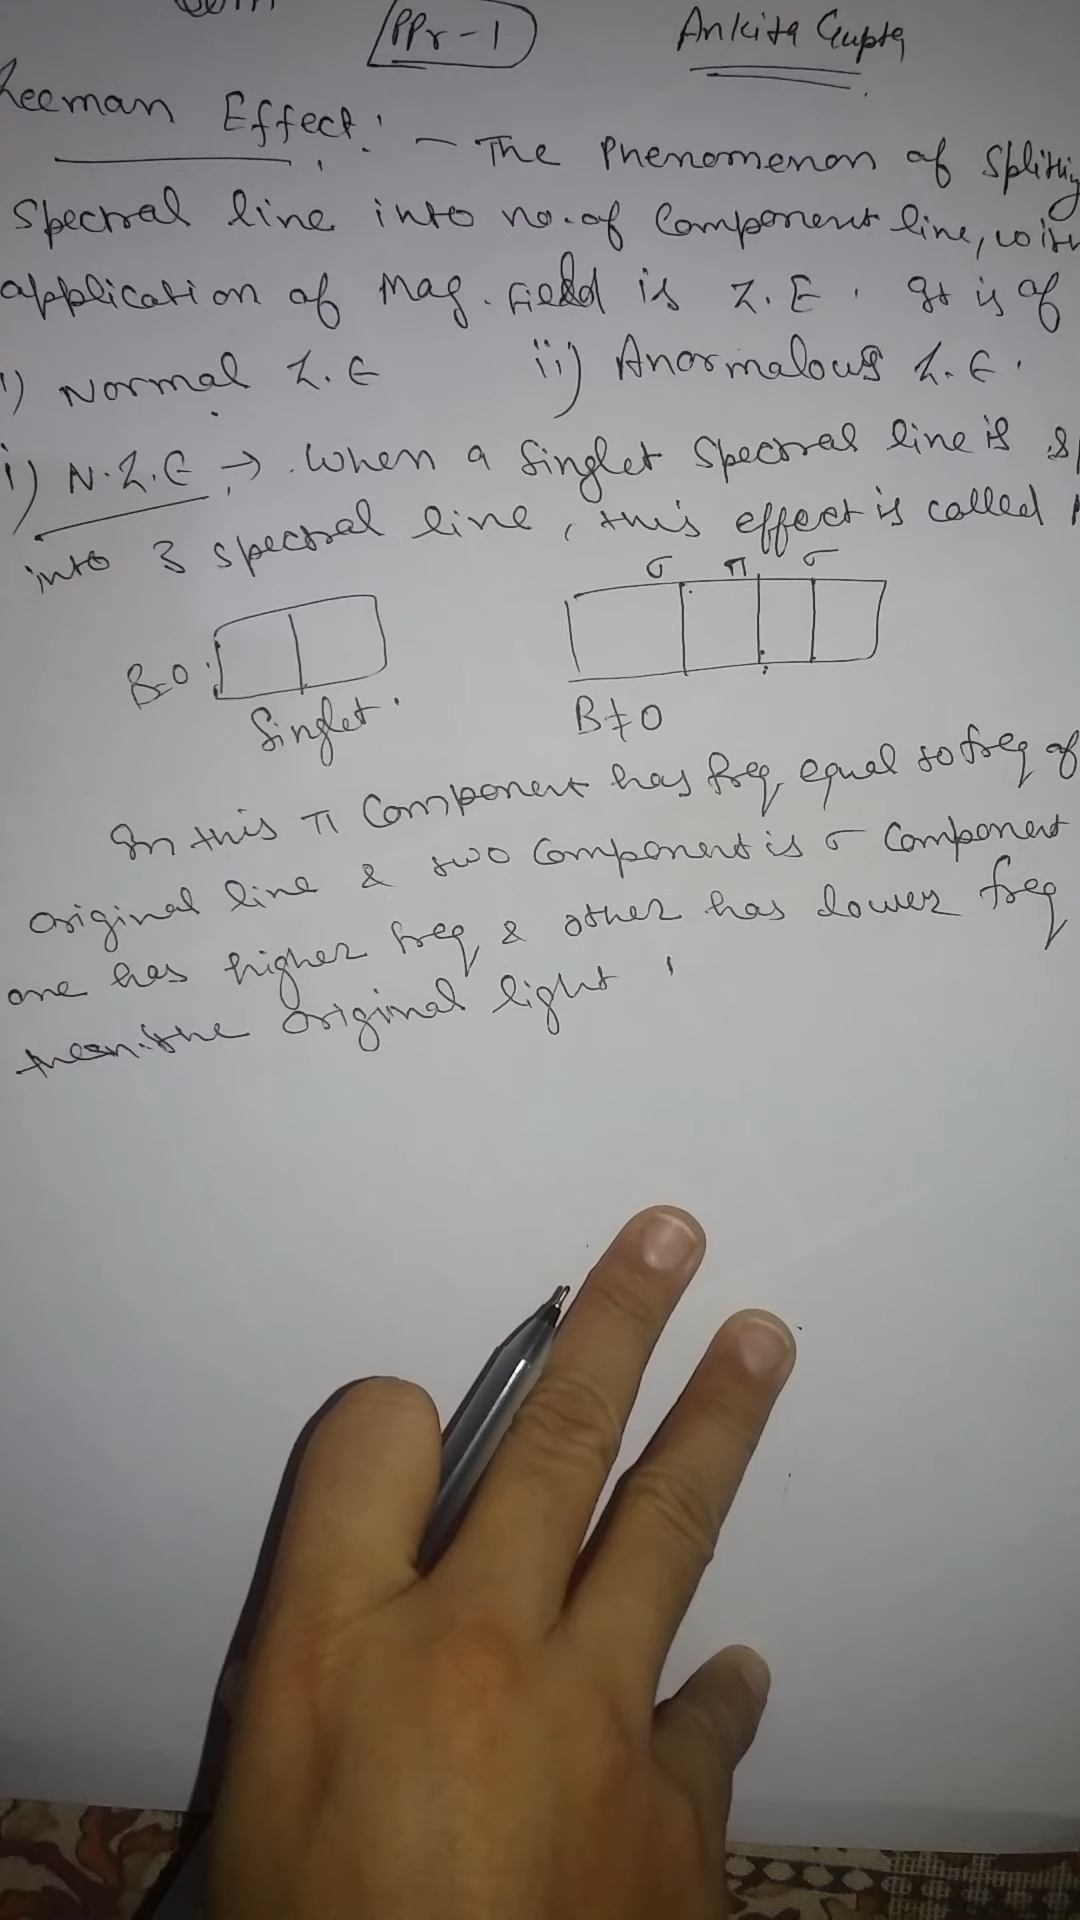 PPr-1 Ankita Gupta
Zeeman Effect:- The Phenomenon of Spliting
Spectral line into no. of Component line, with
application of Mag. Field is Z.E. It is of
i) Normal Z.E ii) Anormalous Z.E.
i) N.Z.E → When a Singlet Spectral line is
into 3 spectral line, this effect is called
σ π σ
B=0
Singlet.
B≠0
In this π Component has freq equal to freq of
original line & two Component is σ Component
one has higher freq & other has lower freq
than the original light